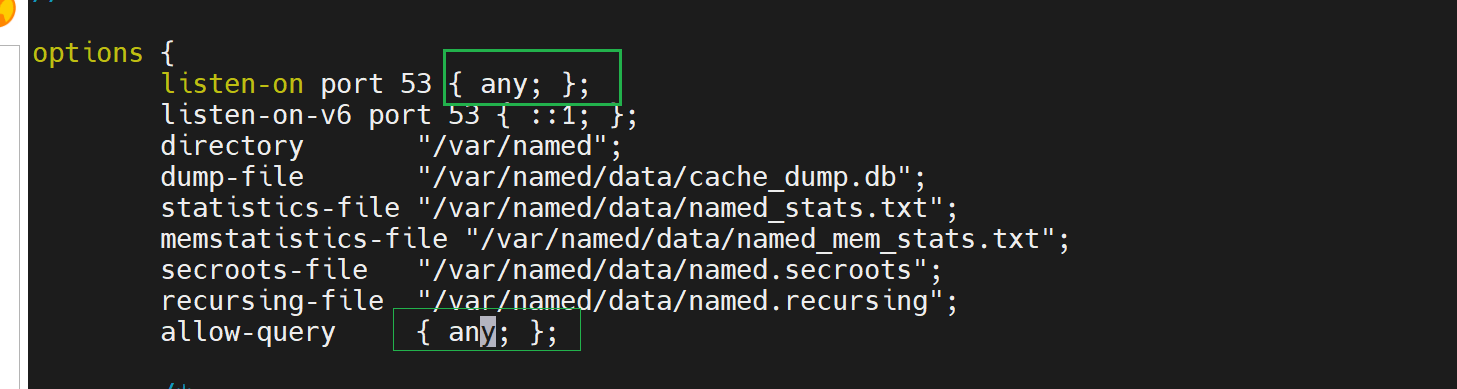 options {
listen-on port 53 { any; };
listen-on-v6 port 53 { ::1; };
directory "/var/named";
dump-file "/var/named/data/cache_dump.db";
statistics-file "/var/named/data/named_stats.txt";
memstatistics-file "/var/named/data/named_mem_stats.txt";
secroots-file "/var/named/data/named.secroots";
recursing-file "/var/named/data/named.recursing";
allow-query { any; };